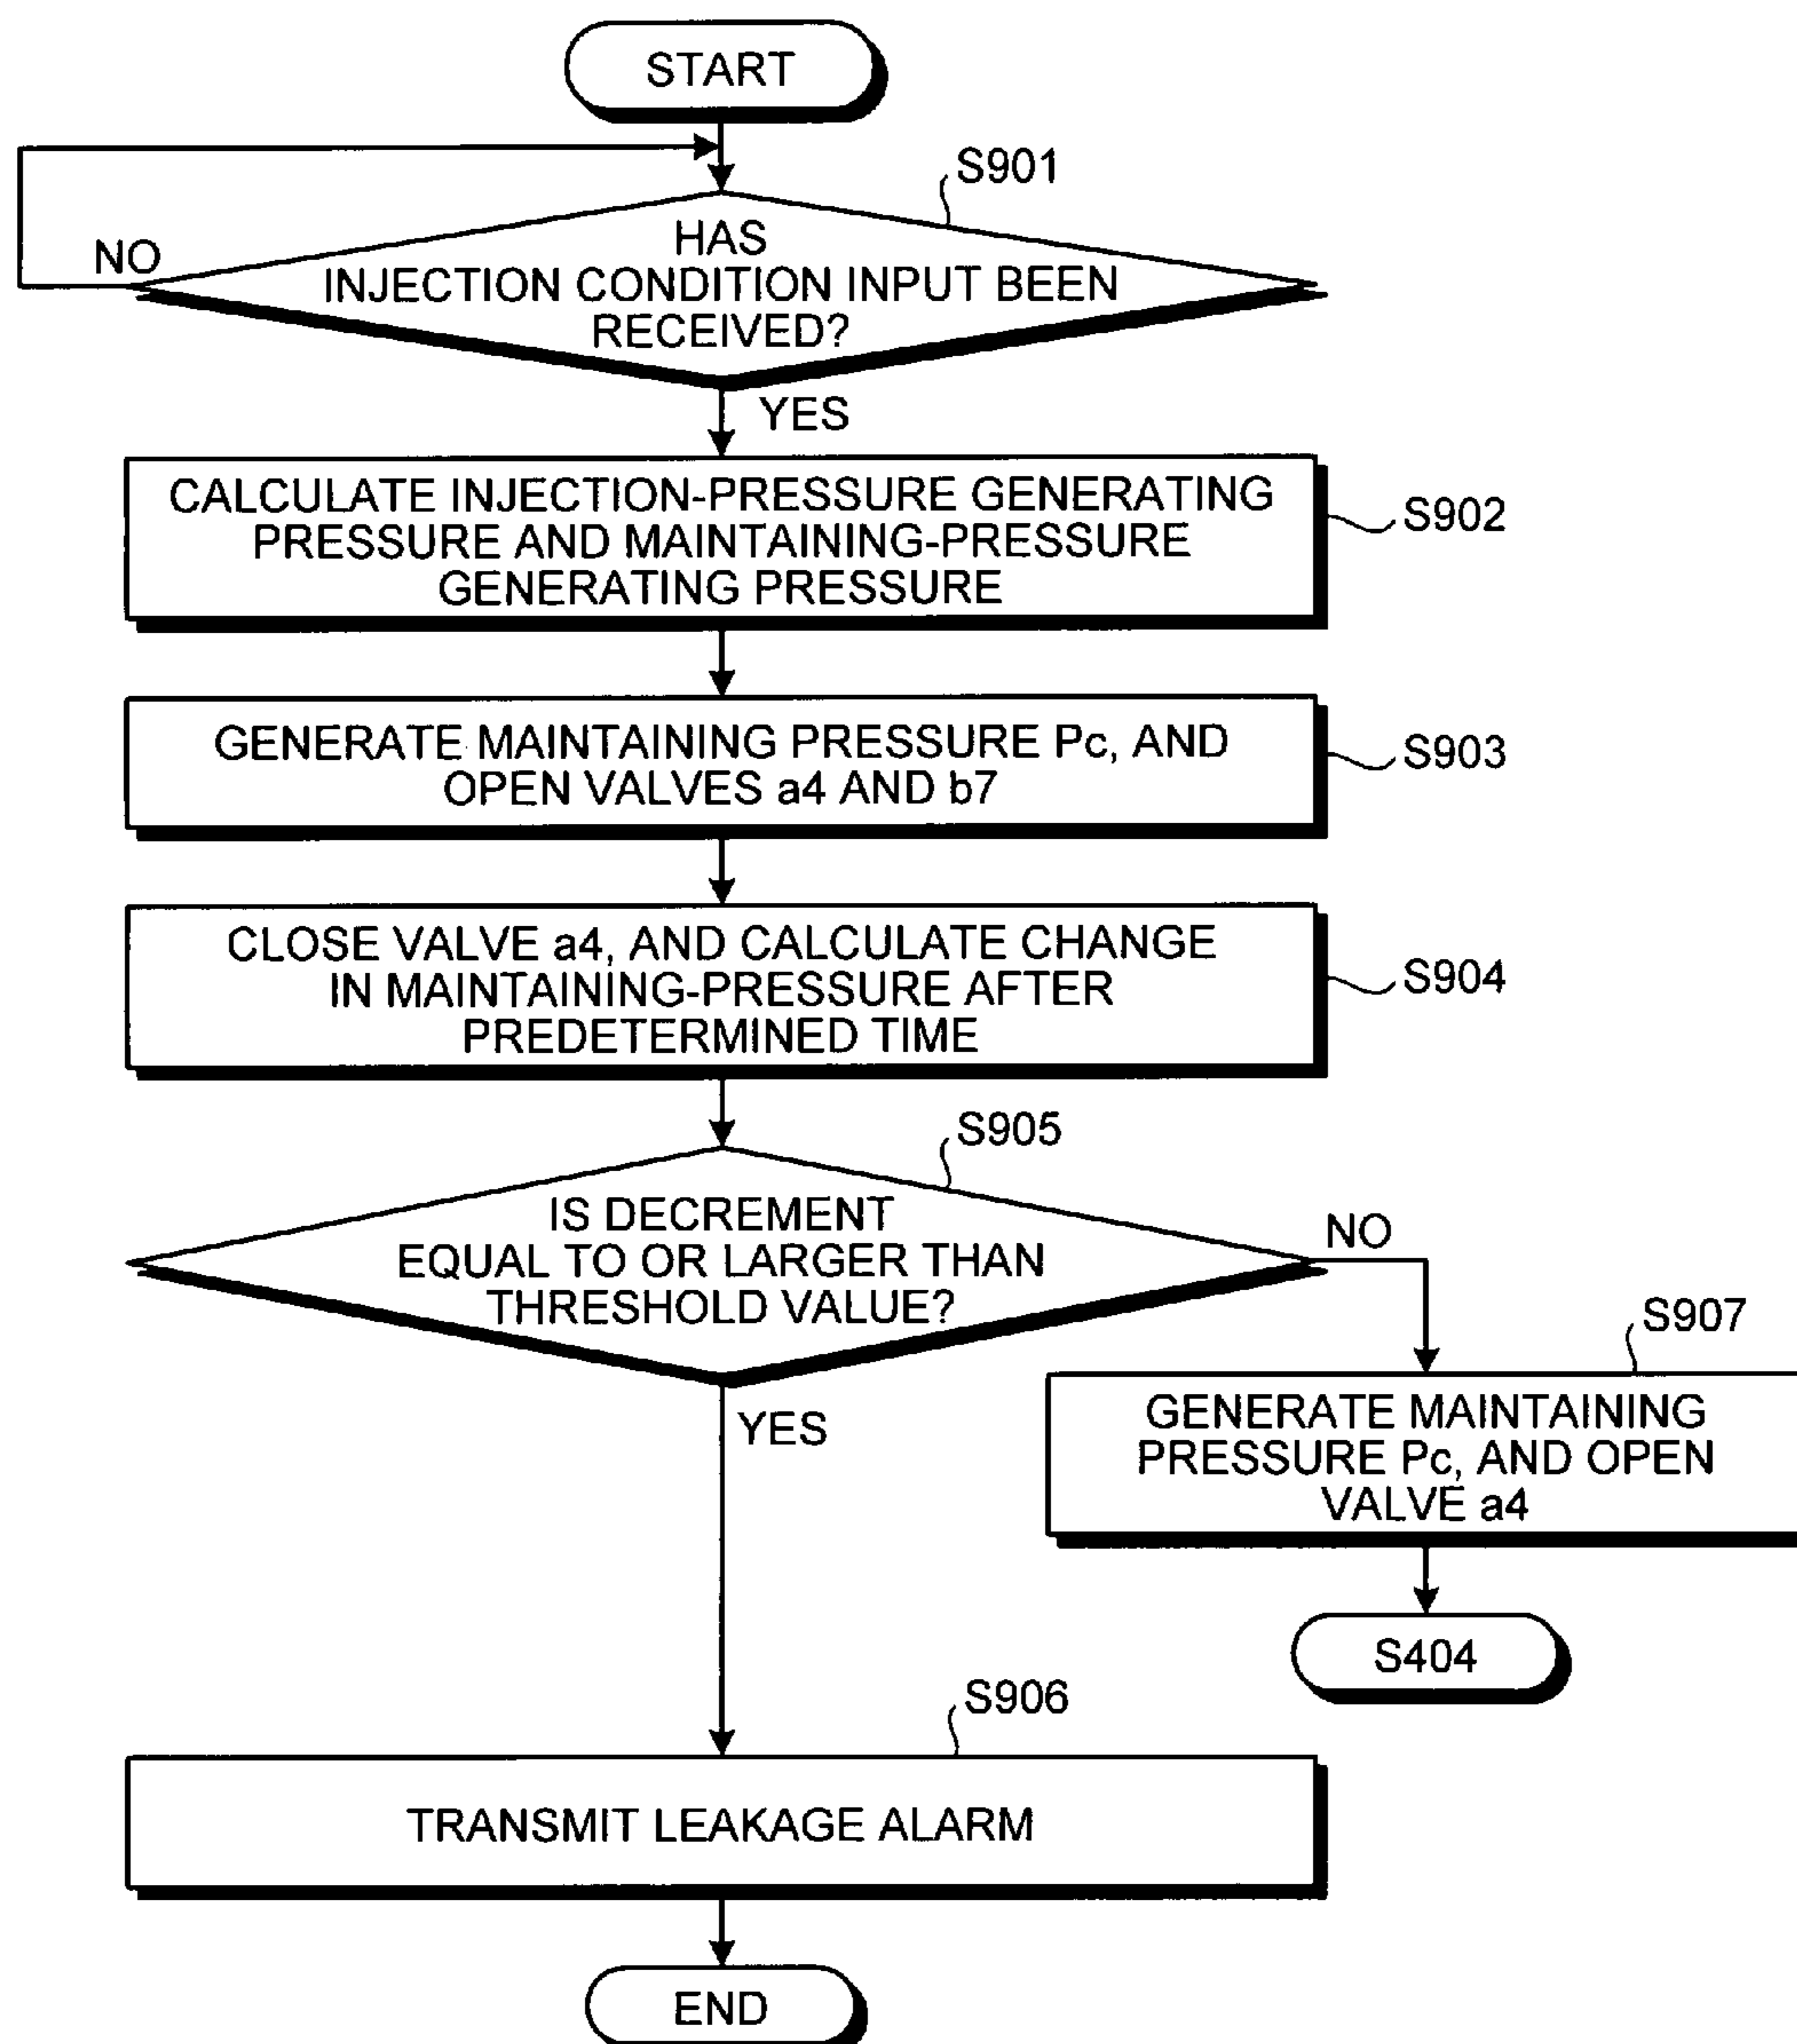 START
S901
NO
HAS
INJECTION CONDITION INPUT BEEN
RECEIVED?
YES
CALCULATE INJECTION-PRESSURE GENERATING
PRESSURE AND MAINTAINING-PRESSURE
GENERATING PRESSURE
S902
GENERATE MAINTAINING PRESSURE Pc, AND
OPEN VALVES a4 AND b7
S903
CLOSE VALVE a4, AND CALCULATE CHANGE
IN MAINTAINING-PRESSURE AFTER
PREDETERMINED TIME
S904
S905
IS DECREMENT
EQUAL TO OR LARGER THAN
THRESHOLD VALUE?
NO
S907
YES
GENERATE MAINTAINING
PRESSURE Pc, AND OPEN
VALVE a4
S404
S906
TRANSMIT LEAKAGE ALARM
END